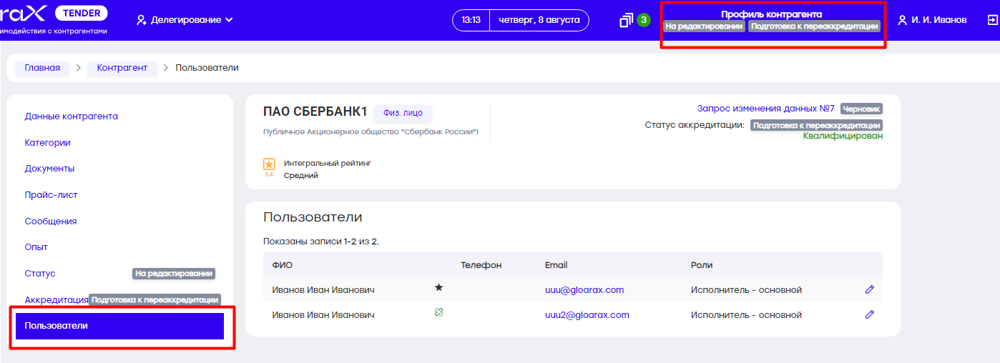 raX TENDER
имодействия с контрагентами
Делегирование
13:13 четверг, 8 августа
3
Профиль контрагента
На редактировании Подготовка к переаккредитации
И. И. Иванов
Главная > Контрагент > Пользователи
Данные контрагента
Категории
Документы
Прайс-лист
Сообщения
Опыт
Статус На редактировании
Аккредитация Подготовка к переаккредитации
Пользователи
ПАО СБЕРБАНК1 Физ. лицо
Публичное Акционерное общество "Сбербанк России"1
Запрос изменения данных №7 Черновик
Статус аккредитации: Подготовка к переаккредитации
Квалифицирован
5.4
Интегральный рейтинг
Средний
Пользователи
Показаны записи 1-2 из 2.
ФИО Телефон Email Роли
Иванов Иван Иванович uuu@gloarax.com Исполнитель - основной
Иванов Иван Иванович uuu2@gloarax.com Исполнитель - основной